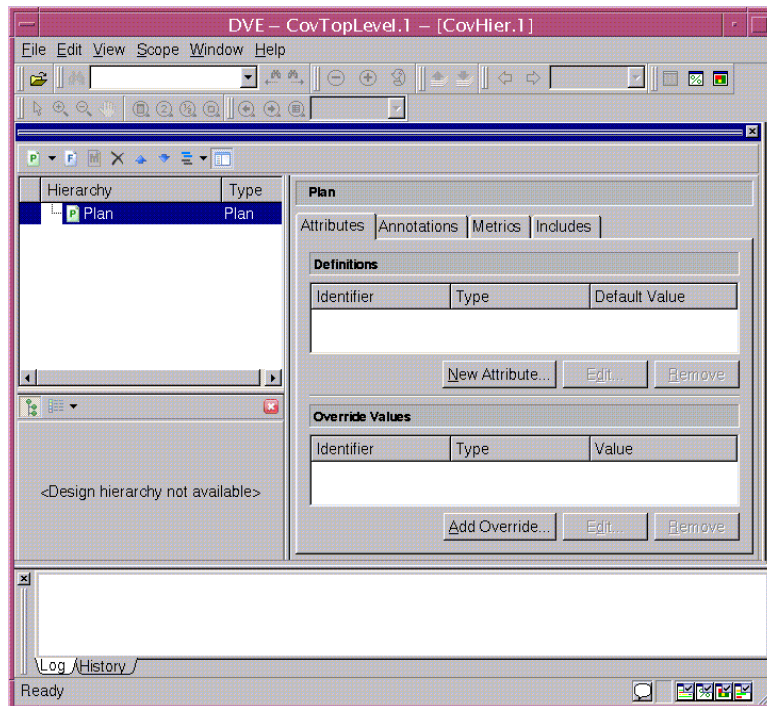 DVE – CovTopLevel.1 – [CovHier.1]
File Edit View Scope Window Help
Hierarchy Type
Plan Plan
Plan
Attributes Annotations Metrics Includes
Definitions
Identifier Type Default Value
New Attribute... Edit... Remove
Override Values
Identifier Type Value
<Design hierarchy not available>
Add Override... Edit... Remove
Log History
Ready